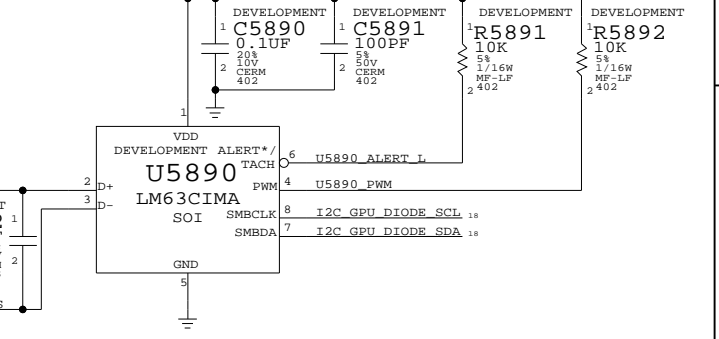 DEVELOPMENT
1 C5890
0.1UF
20%
10V
2 CERM
402
DEVELOPMENT
1 C5891
100PF
5%
50V
2 CERM
402
DEVELOPMENT
1 R5891
10K
5%
1/16W
MF-LF
2 402
DEVELOPMENT
1 R5892
10K
5%
1/16W
MF-LF
2 402
1
VDD
DEVELOPMENT ALERT*/
TACH 6 U5890_ALERT_L
U5890
PWM 4 U5890_PWM
2 D+
3 D-
LM63CIMA
SOI
SMBCLK 8 I2C_GPU_DIODE_SCL 18
SMBDA 7 I2C_GPU_DIODE_SDA 18
GND
5
1
2